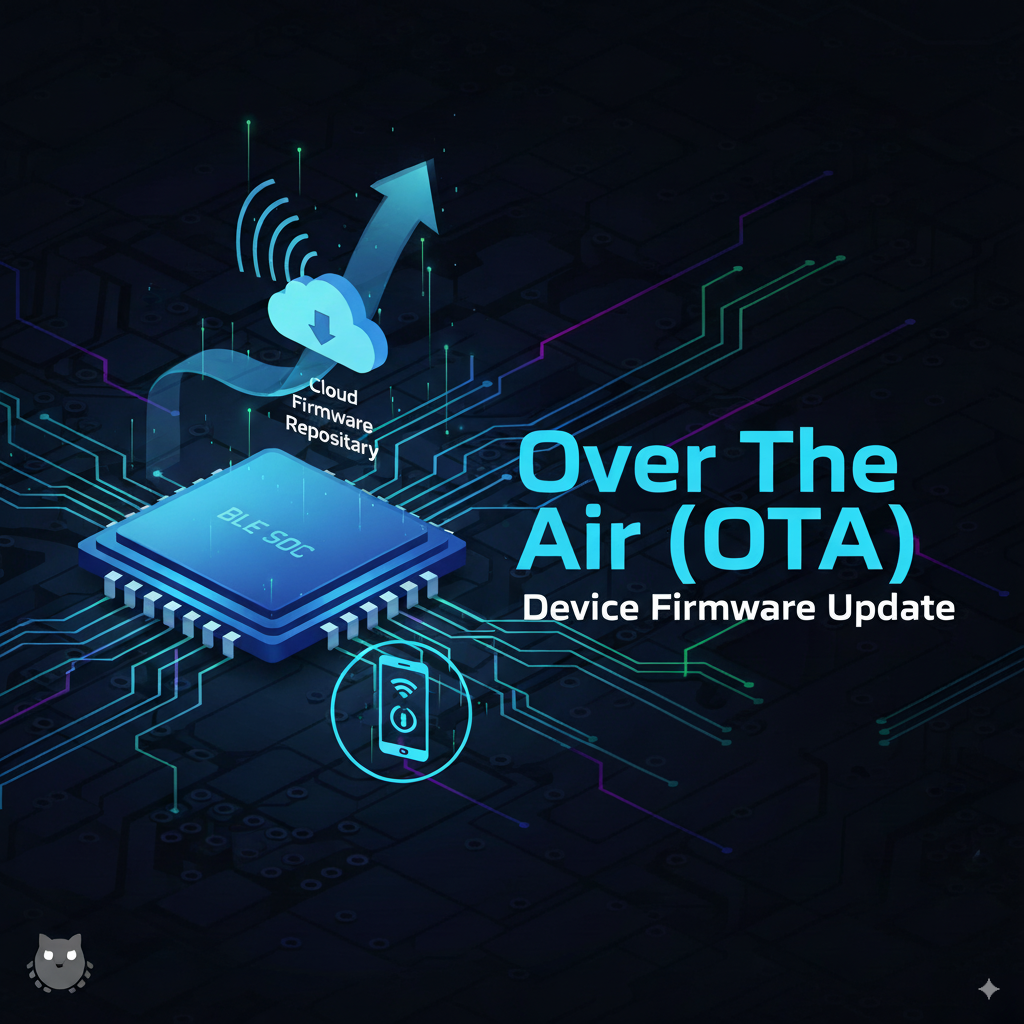 Cloud
Firmware
Repositary
BLE SOC
Over The
Air (OTA)
Device Firmware Update